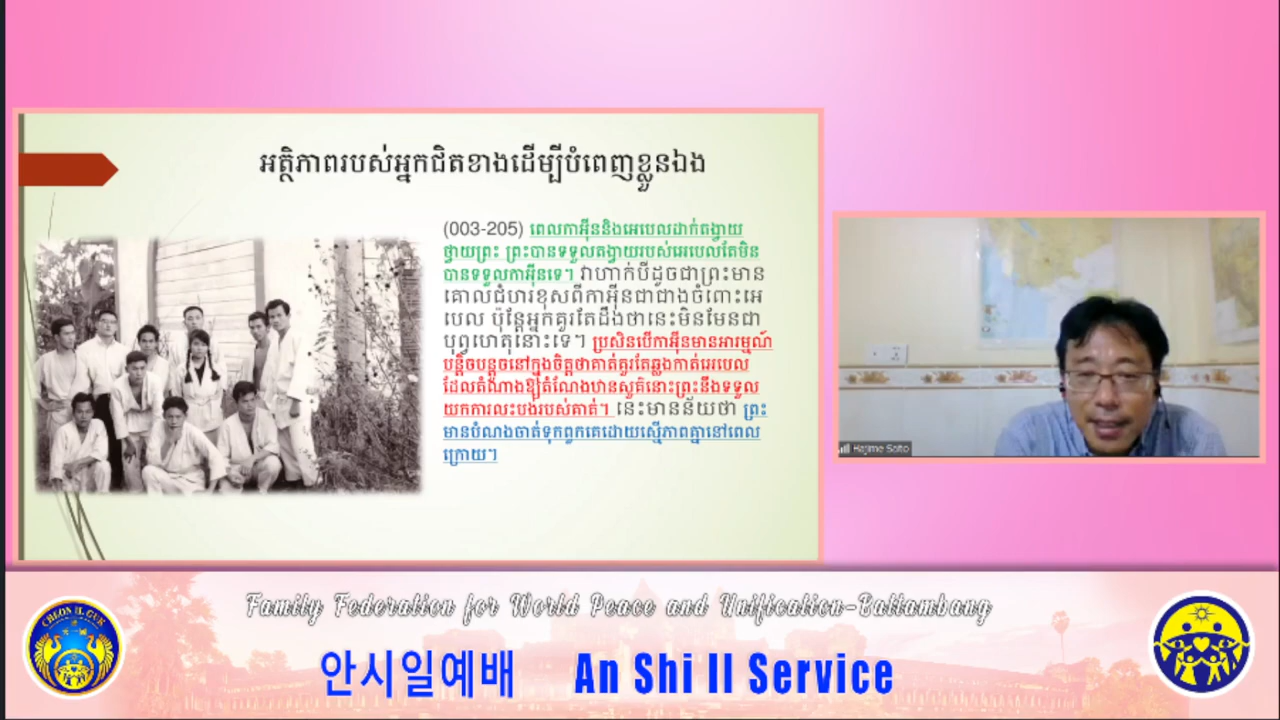 អត្ថិភាពរបស់អ្នកជិតខាងដើម្បីបំពេញខ្លួនឯង
(003-205) ពេលកាអ៊ីននិងអេបេលដាក់តង្វាយ
ថ្វាយព្រះ ព្រះបានទទួលតង្វាយរបស់អេបេលតែមិន
បានទទួលកាអ៊ីនទេ។ វាហាក់បីដូចជាព្រះមាន
គោលជំហរខុសពីកាអ៊ីនជាជាងចំពោះអេ
បេល ប៉ុន្តែអ្នកគួរតែដឹងថានេះមិនមែនជា
បុព្វហេតុនោះទេ។ ប្រសិនបើកាអ៊ីនមានអារម្មណ៍
បន្តិចបន្តួចនៅក្នុងចិត្តថាគាត់គួរតែឆ្លងកាត់អេបេល
ដែលតំណាងឱ្យតំណែងឋានសួគ៌នោះព្រះនឹងទទួល
យកការលះបង់របស់គាត់។ នេះមានន័យថា ព្រះ
មានបំណងចាត់ទុកពួកគេដោយស្មើភាពគ្នានៅពេល
ក្រោយ។
Hajime Saito
Family Federation for World Peace and Unification-Battambang
CHEON IL GUK
안시일예배 An Shi Il Service